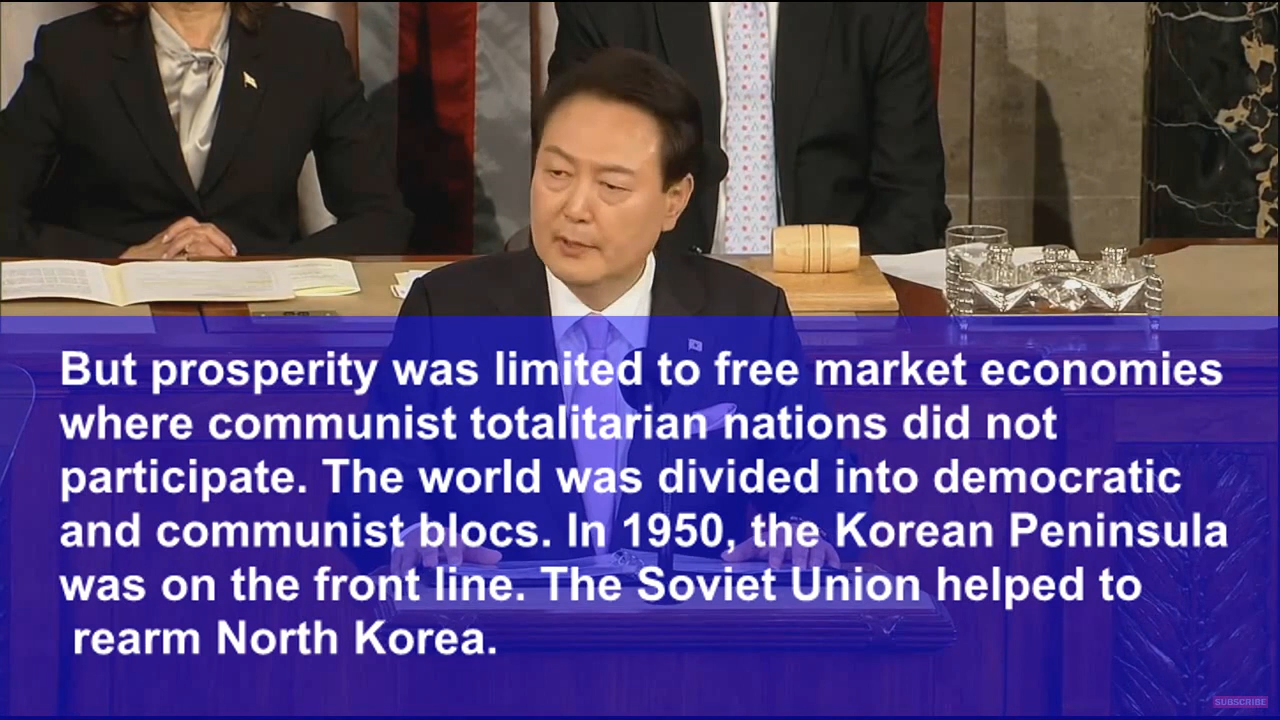 But prosperity was limited to free market economies
where communist totalitarian nations did not
participate. The world was divided into democratic
and communist blocs. In 1950, the Korean Peninsula
was on the front line. The Soviet Union helped to
rearm North Korea.
SUBSCRIBE